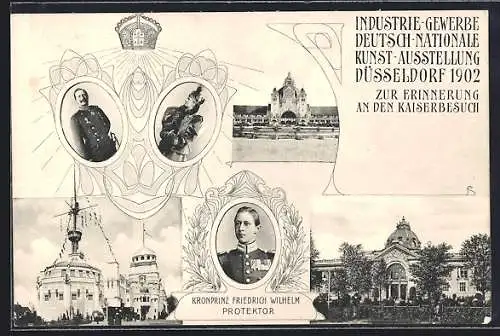 INDUSTRIE-GEWERBE
DEUTSCH-NATIONALE
KUNST-AUSSTELLUNG
DÜSSELDORF 1902
ZUR ERINNERUNG
AN DEN KAISERBESUCH
KRONPRINZ FRIEDRICH WILHELM
PROTEKTOR